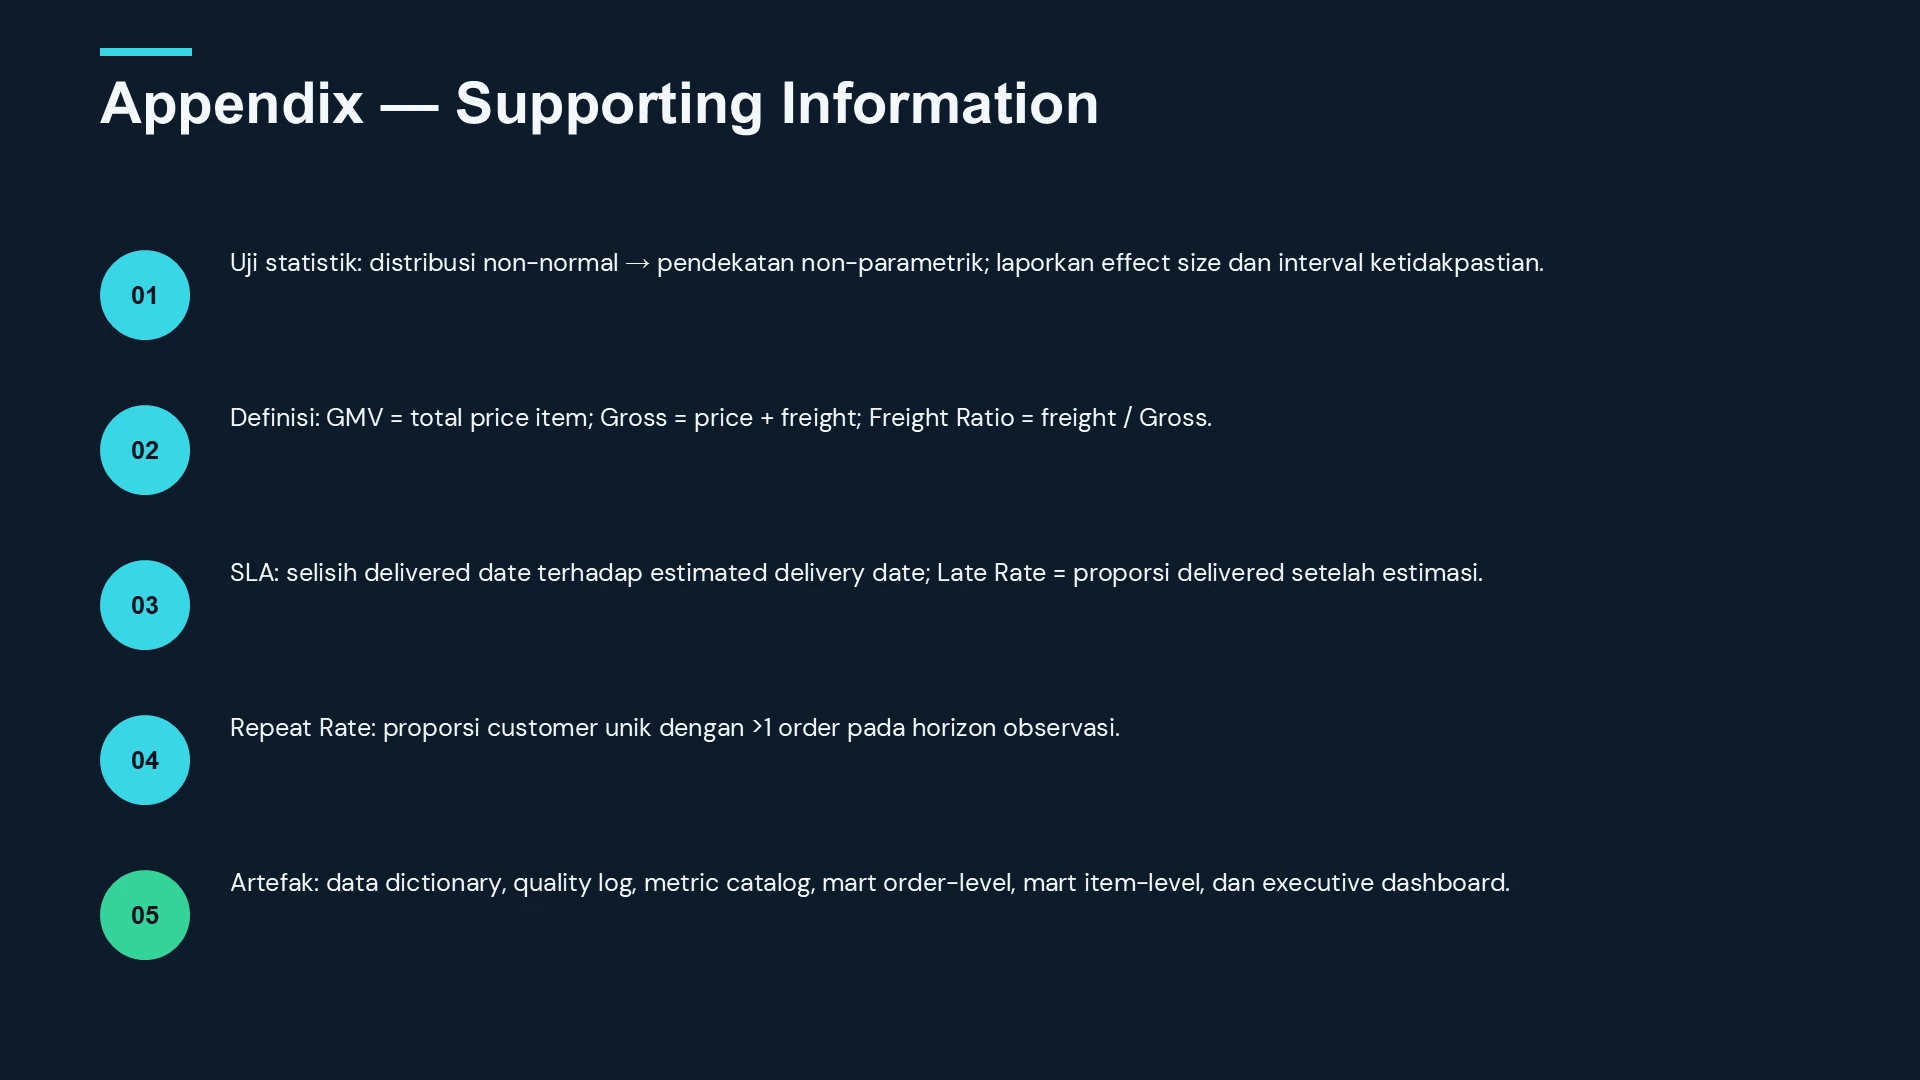 Appendix — Supporting Information
01
Uji statistik: distribusi non-normal → pendekatan non-parametrik; laporkan effect size dan interval ketidakpastian.
02
Definisi: GMV = total price item; Gross = price + freight; Freight Ratio = freight / Gross.
03
SLA: selisih delivered date terhadap estimated delivery date; Late Rate = proporsi delivered setelah estimasi.
04
Repeat Rate: proporsi customer unik dengan >1 order pada horizon observasi.
05
Artefak: data dictionary, quality log, metric catalog, mart order-level, mart item-level, dan executive dashboard.